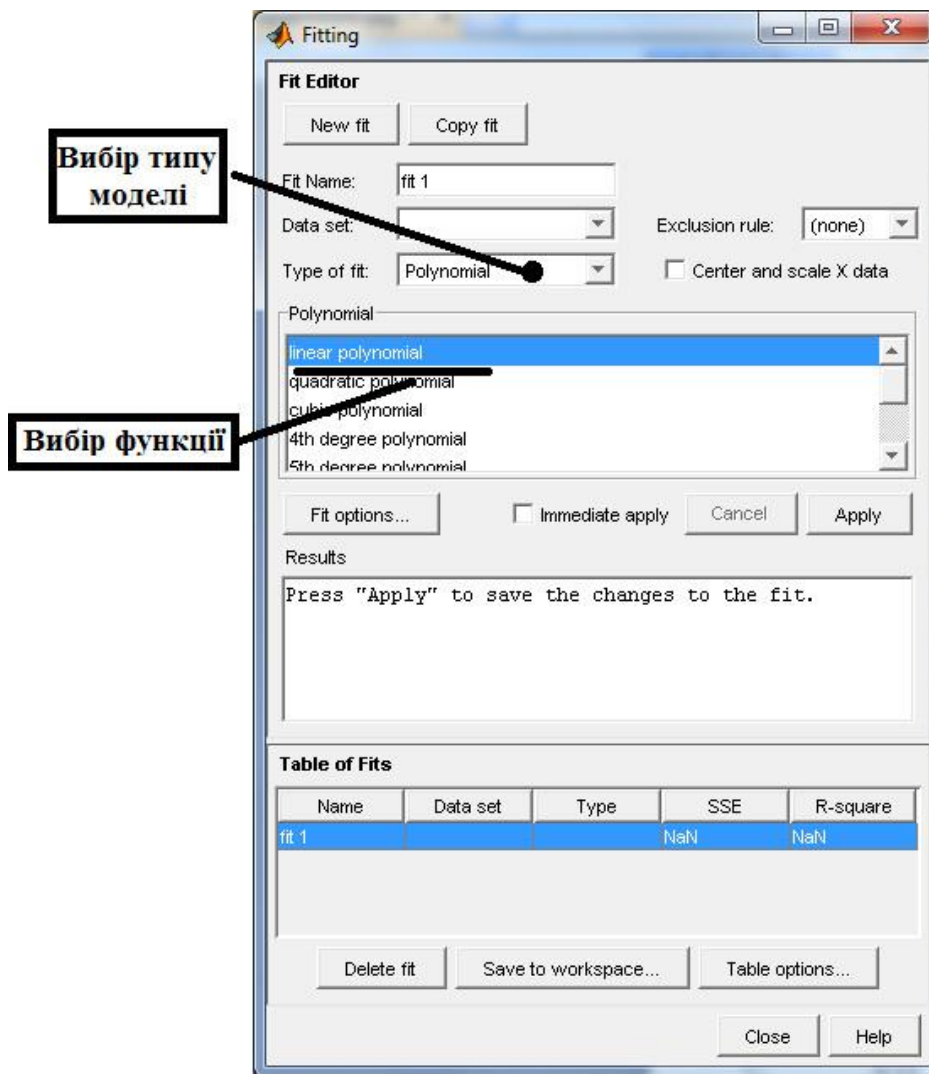 Fitting
Fit Editor
New fit Copy fit
Вибір типу
моделі
Fit Name: fit 1
Data set: Exclusion rule: (none)
Type of fit: Polynomial Center and scale X data
Polynomial
linear polynomial
quadratic polynomial
cubic polynomial
Вибір функції
4th degree polynomial
5th degree polynomial
Fit options... Immediate apply Cancel Apply
Results
Press "Apply" to save the changes to the fit.
Table of Fits
Name Data set Type SSE R-square
fit 1 NaN NaN
Delete fit Save to workspace... Table options...
Close Help